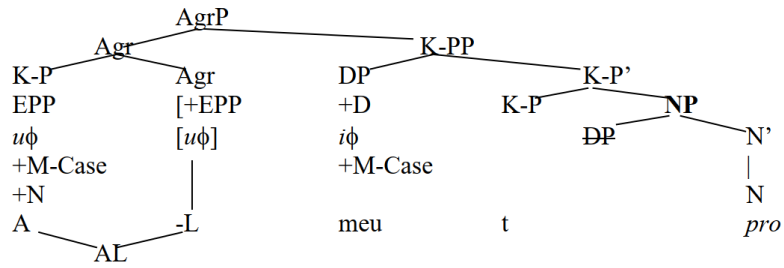 AgrP
Agr K-PP
K-P Agr DP K-P’
EPP [+EPP +D K-P NP
uϕ [uϕ] iϕ DP N’
+M-Case +M-Case |
+N N
A -L meu t pro
AL